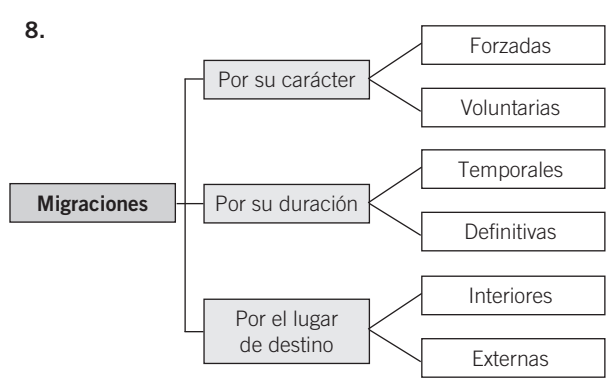 8.
Migraciones
Por su carácter
Forzadas
Voluntarias
Por su duración
Temporales
Definitivas
Por el lugar
de destino
Interiores
Externas